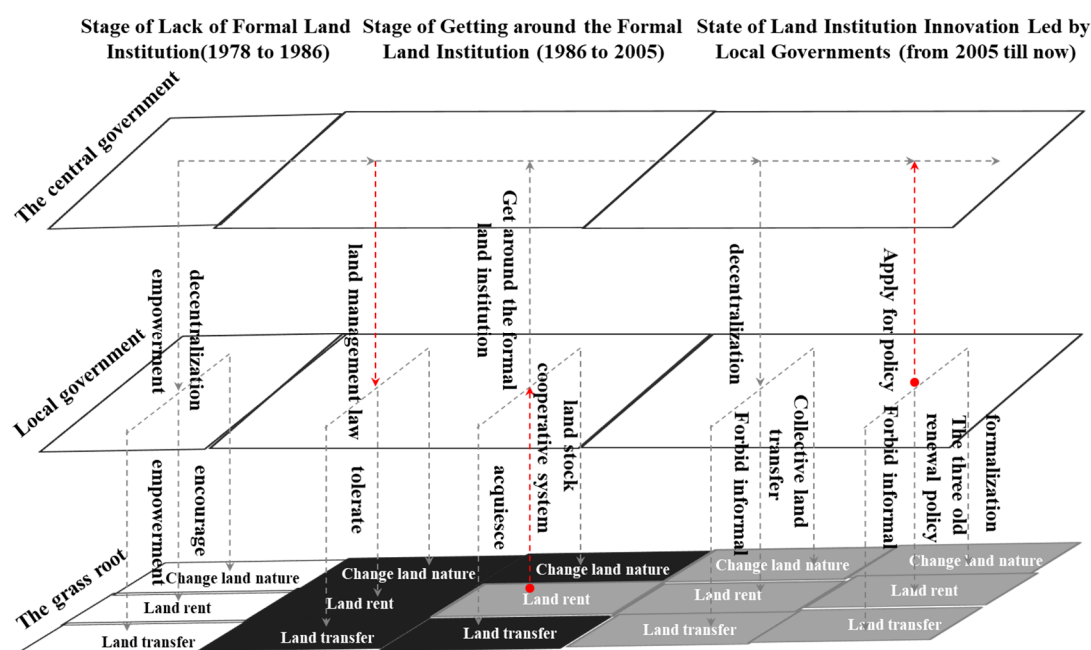 Stage of Lack of Formal Land
Institution(1978 to 1986)
Stage of Getting around the Formal
Land Institution (1986 to 2005)
State of Land Institution Innovation Led by
Local Governments (from 2005 till now)
The central government
empowerment
decentralization
land management law
Get around the formal
land institution
decentralization
Apply for policy
Local government
empowerment
encourage
tolerate
acquiesce
cooperative system
land stock
Forbid informal
Collective land
transfer
Forbid informal
The three old
renewal policy
formalization
The grass root
Change land nature
Land rent
Land transfer
Change land nature
Land rent
Land transfer
Change land nature
Land rent
Land transfer
Change land nature
Land rent
Land transfer
Change land nature
Land rent
Land transfer